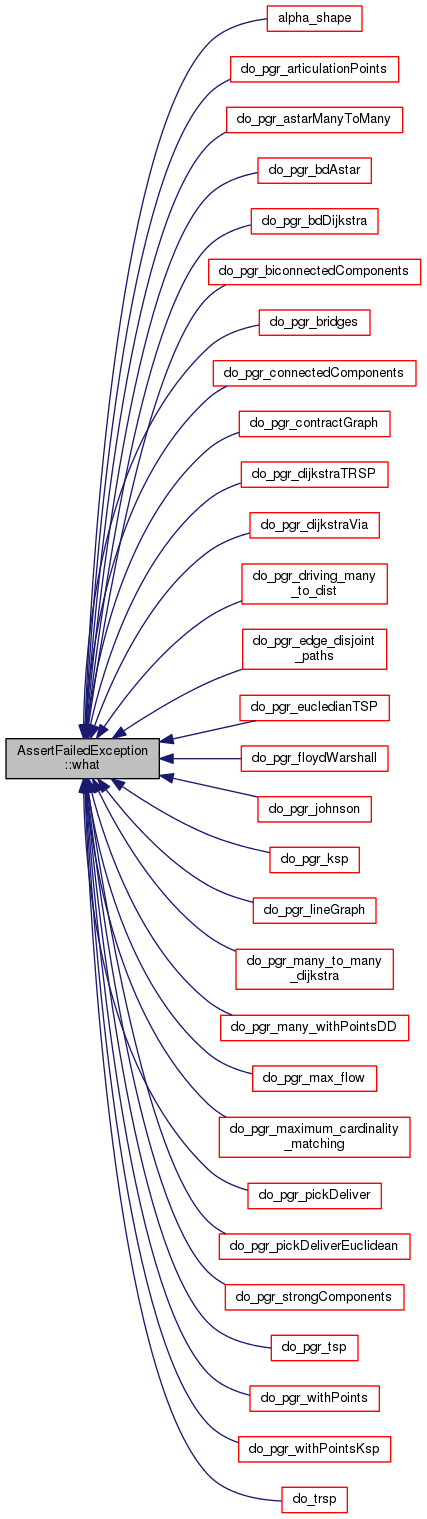 alpha_shape
do_pgr_articulationPoints
do_pgr_astarManyToMany
do_pgr_bdAstar
do_pgr_bdDijkstra
do_pgr_biconnectedComponents
do_pgr_bridges
do_pgr_connectedComponents
do_pgr_contractGraph
do_pgr_dijkstraTRSP
do_pgr_dijkstraVia
do_pgr_driving_many
_to_dist
do_pgr_edge_disjoint
_paths
do_pgr_eucledianTSP
AssertFailedException
::what
do_pgr_floydWarshall
do_pgr_johnson
do_pgr_ksp
do_pgr_lineGraph
do_pgr_many_to_many
_dijkstra
do_pgr_many_withPointsDD
do_pgr_max_flow
do_pgr_maximum_cardinality
_matching
do_pgr_pickDeliver
do_pgr_pickDeliverEuclidean
do_pgr_strongComponents
do_pgr_tsp
do_pgr_withPoints
do_pgr_withPointsKsp
do_trsp